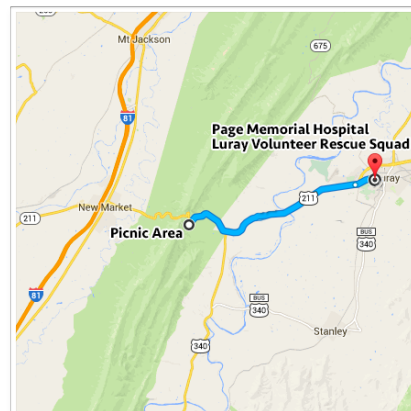 Mt Jackson
675
81
Page Memorial Hospital
Luray Volunteer Rescue Squad
uray
211
New Market
211
Picnic Area
BUS
340
81
BUS
340
Stanley
340
340